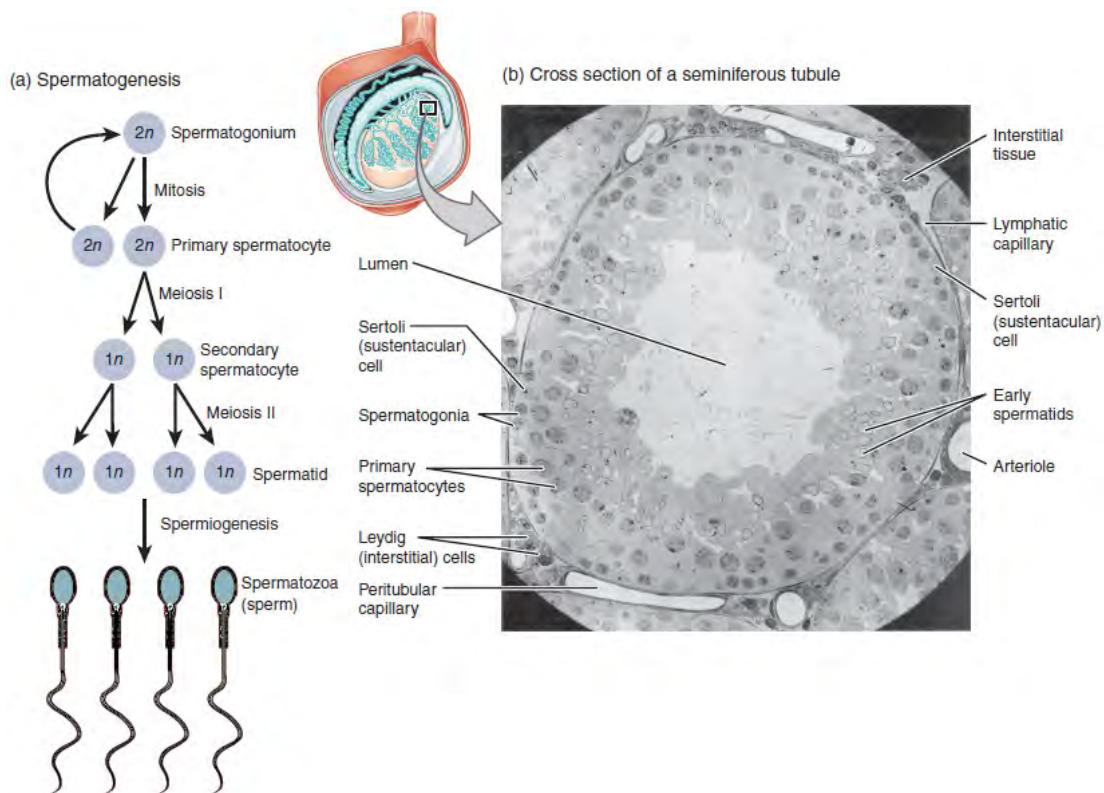 (a) Spermatogenesis
2n
Spermatogonium
Mitosis
2n
2n
Primary spermatocyte
Meiosis I
1n
1n
Secondary
spermatocyte
Meiosis II
1n
1n
1n
1n
Spermatid
Spermiogenesis
Spermatozoa
(sperm)
(b) Cross section of a seminiferous tubule
Lumen
Sertoli
(sustentacular)
cell
Spermatogonia
Primary
spermatocytes
Leydig
(interstitial) cells
Peritubular
capillary
Interstitial
tissue
Lymphatic
capillary
Sertoli
(sustentacular)
cell
Early
spermatids
Arteriole